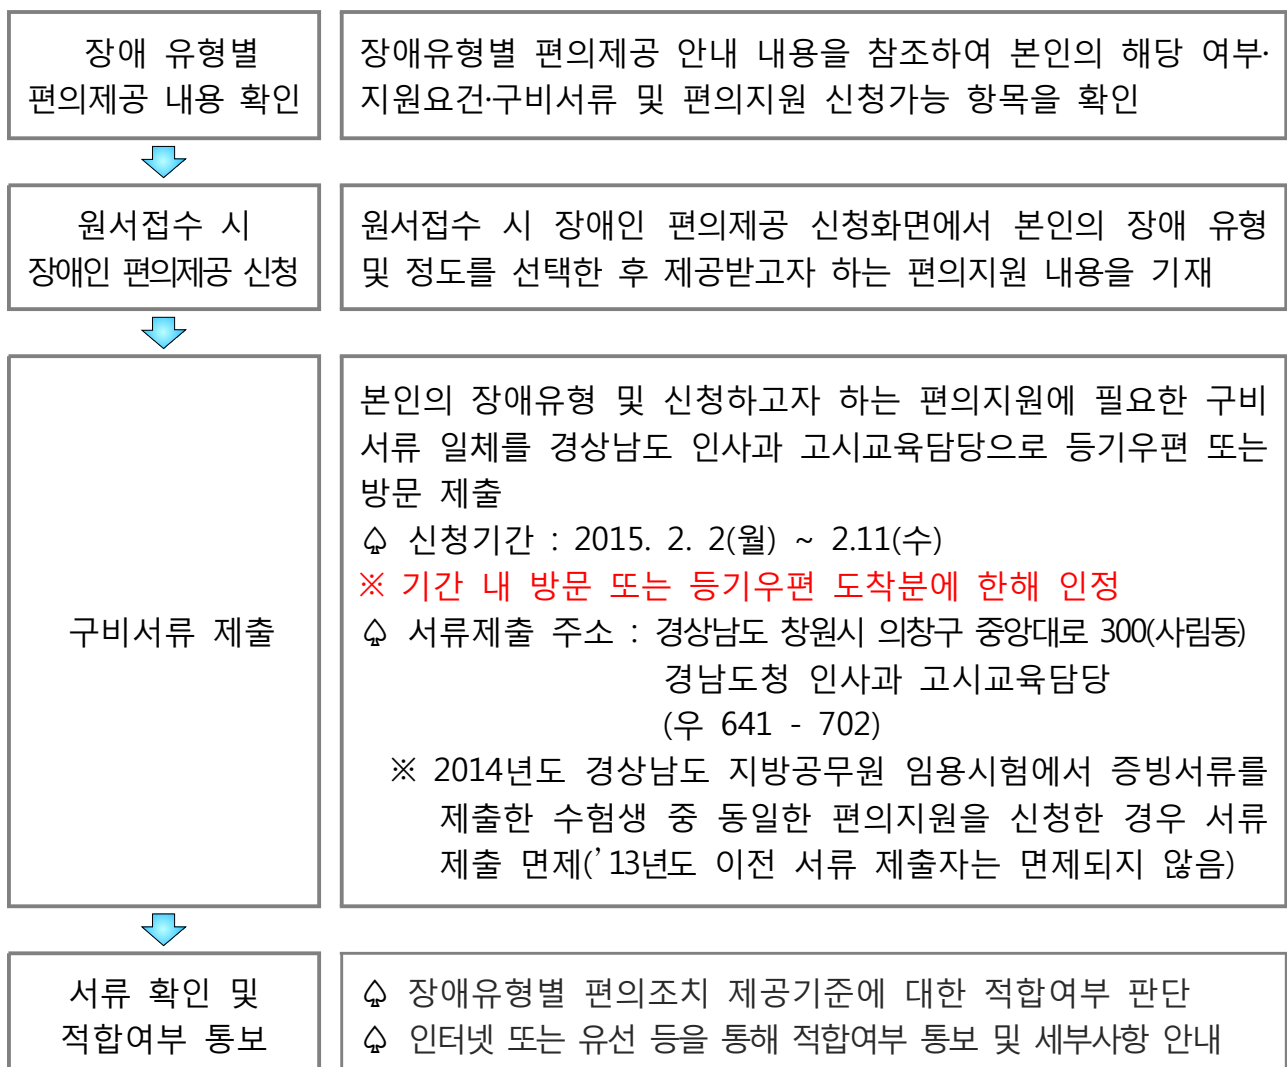 장애 유형별
편의제공 내용 확인
장애유형별 편의제공 안내 내용을 참조하여 본인의 해당 여부·
지원요건·구비서류 및 편의지원 신청가능 항목을 확인
원서접수 시
장애인 편의제공 신청
원서접수 시 장애인 편의제공 신청화면에서 본인의 장애 유형
및 정도를 선택한 후 제공받고자 하는 편의지원 내용을 기재
구비서류 제출
본인의 장애유형 및 신청하고자 하는 편의지원에 필요한 구비
서류 일체를 경상남도 인사과 고시교육담당으로 등기우편 또는
방문 제출
♤ 신청기간 : 2015. 2. 2(월) ~ 2.11(수)
※ 기간 내 방문 또는 등기우편 도착분에 한해 인정
♤ 서류제출 주소 : 경상남도 창원시 의창구 중앙대로 300(사림동)
경남도청 인사과 고시교육담당
(우 641 - 702)
※ 2014년도 경상남도 지방공무원 임용시험에서 증빙서류를
제출한 수험생 중 동일한 편의지원을 신청한 경우 서류
제출 면제(’13년도 이전 서류 제출자는 면제되지 않음)
서류 확인 및
적합여부 통보
♤ 장애유형별 편의조치 제공기준에 대한 적합여부 판단
♤ 인터넷 또는 유선 등을 통해 적합여부 통보 및 세부사항 안내